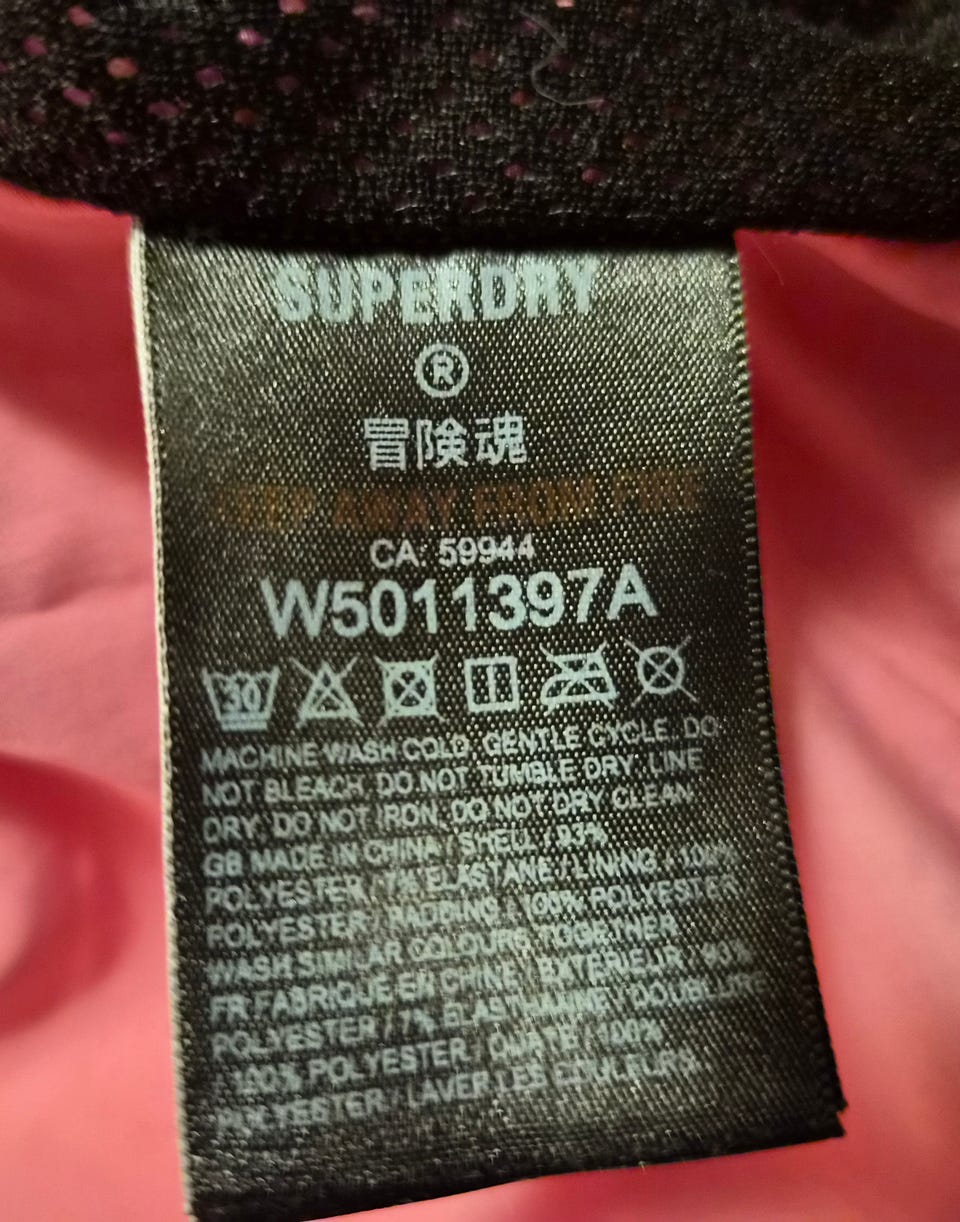 SUPERDRY
®
冒険魂
KEEP AWAY FROM FIRE
CA: 59944
W5011397A
30
MACHINE WASH COLD. GENTLE CYCLE. DO
NOT BLEACH. DO NOT TUMBLE DRY. LINE
DRY. DO NOT IRON. DO NOT DRY CLEAN
GB MADE IN CHINA / SHELL / 93%
POLYESTER / 7% ELASTANE / LINING / 100%
POLYESTER / PADDING / 100% POLYESTER
WASH SIMILAR COLOURS TOGETHER
FR FABRIQUE EN CHINE / EXTÉRIEUR / 93%
POLYESTER / 7% ELASTHANNE / DOUBLURE
/ 100% POLYESTER / OUATE / 100%
POLYESTER / LAVER LES COULEURS